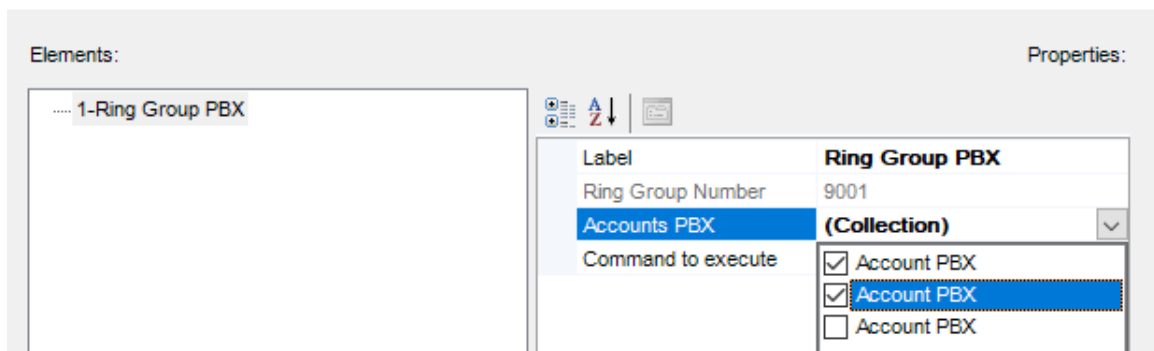 Elements: Properties:
1-Ring Group PBX
A
Z
Label Ring Group PBX
Ring Group Number 9001
Accounts PBX (Collection)
Command to execute
Account PBX
Account PBX
Account PBX